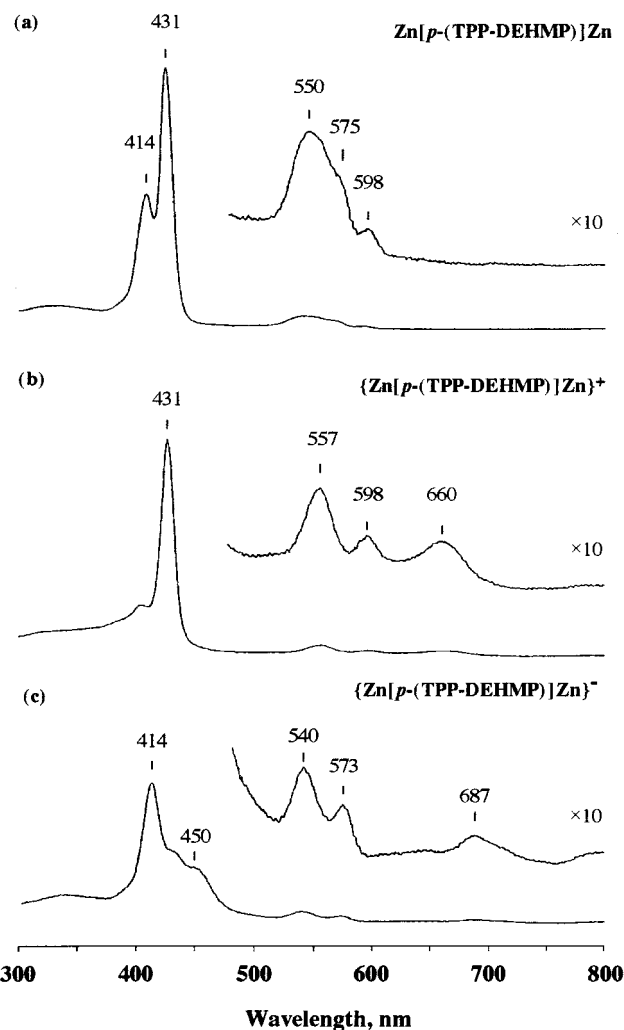 (a)
Zn[p-(TPP-DEHMP)]Zn
431
414
550
575
598
×10
(b)
{Zn[p-(TPP-DEHMP)]Zn}+
431
557
598
660
×10
(c)
{Zn[p-(TPP-DEHMP)]Zn}-
414
450
540
573
687
×10
300 400 500 600 700 800
Wavelength, nm